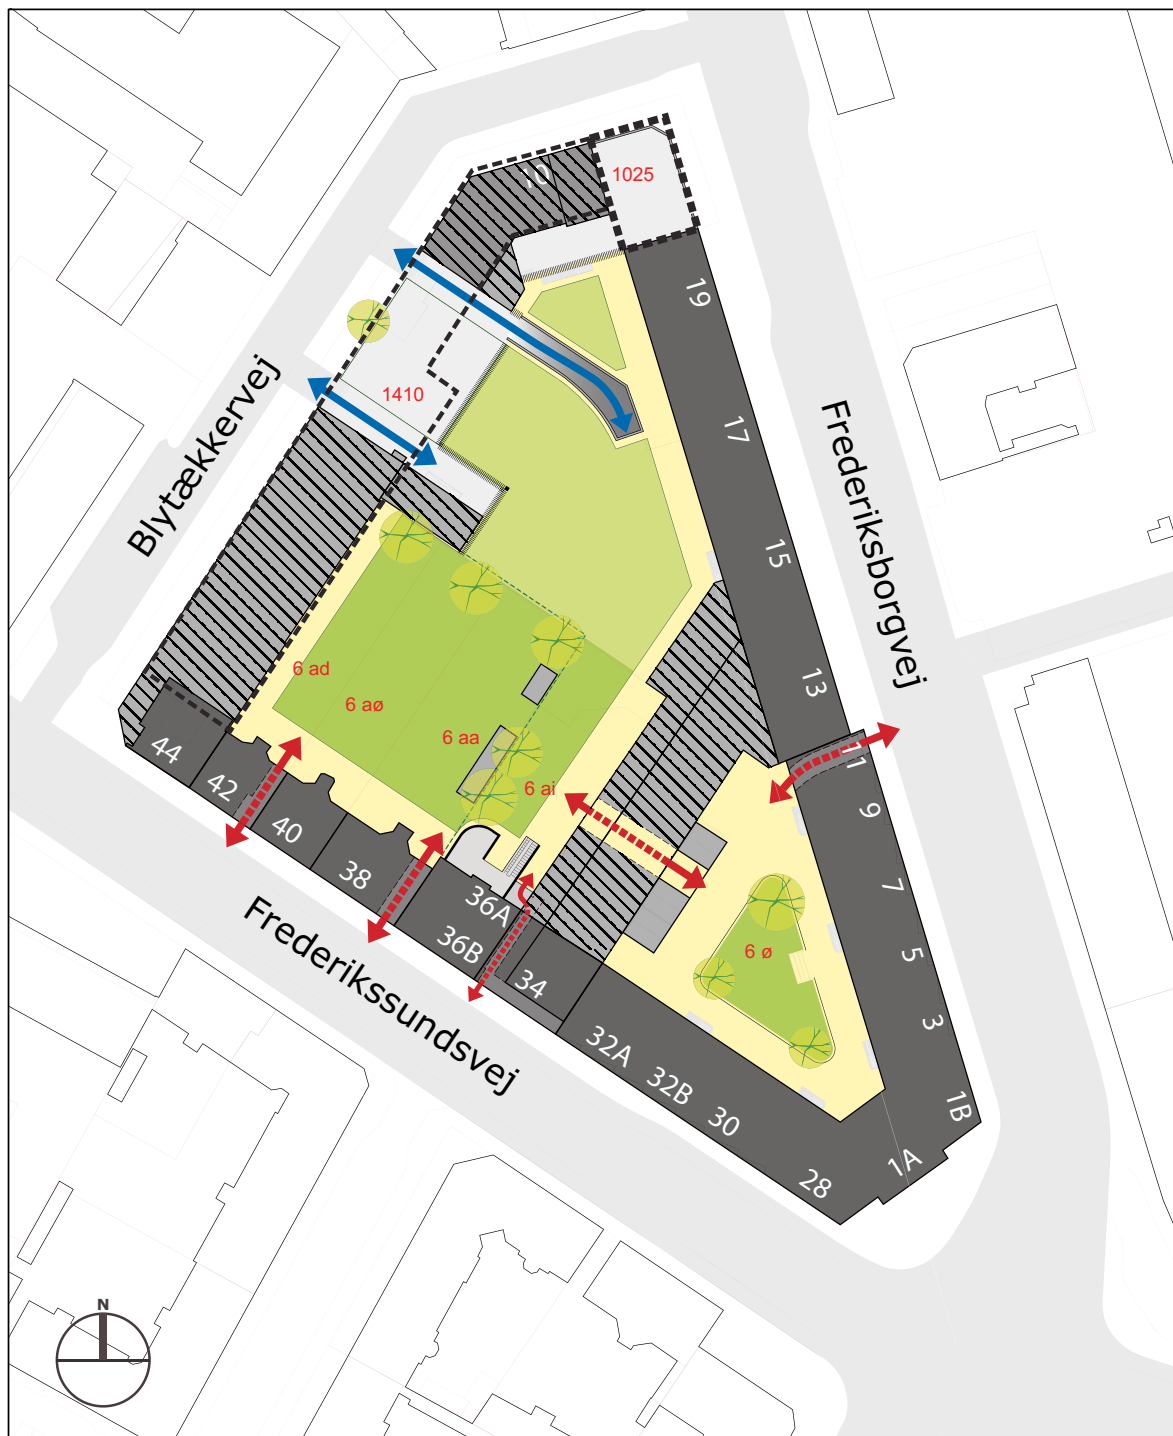 10
1025
19
1410
Blytækkervej
17
Frederiksborgvej
15
13
6 ad
6 aø
6 aa
6 ai
11
9
44
42
40
38
36A
36B
34
7
5
6 ø
3
Frederikssundsvej
32A
32B
30
28
1A
1B
N